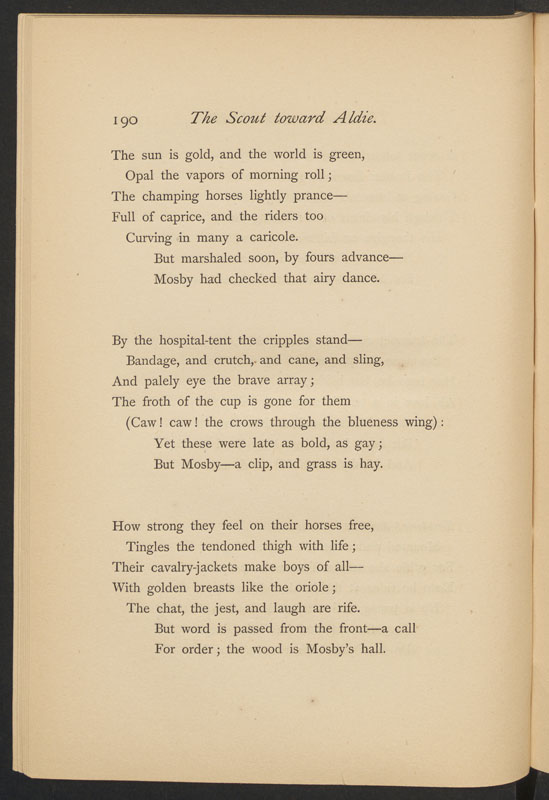 190 The Scout toward Aldie.
The sun is gold, and the world is green,
Opal the vapors of morning roll;
The champing horses lightly prance—
Full of caprice, and the riders too
Curving in many a caricole.
But marshaled soon, by fours advance—
Mosby had checked that airy dance.
By the hospital-tent the cripples stand—
Bandage, and crutch, and cane, and sling,
And palely eye the brave array;
The froth of the cup is gone for them
(Caw! caw! the crows through the blueness wing):
Yet these were late as bold, as gay;
But Mosby—a clip, and grass is hay.
How strong they feel on their horses free,
Tingles the tendoned thigh with life;
Their cavalry-jackets make boys of all—
With golden breasts like the oriole;
The chat, the jest, and laugh are rife.
But word is passed from the front—a call
For order; the wood is Mosby's hall.